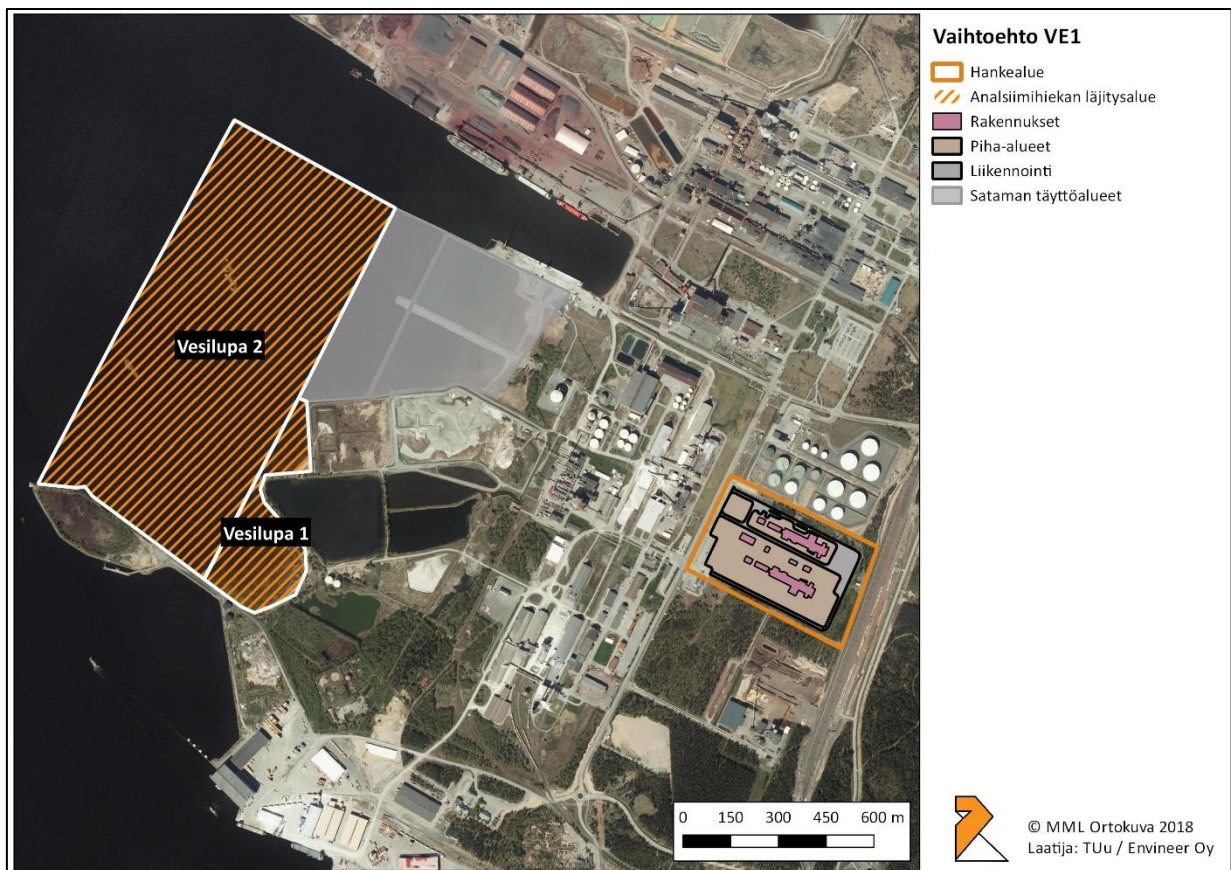 Vaihtoehto VE1
Hankealue
Analsiimihiekan läjitysalue
Rakennukset
Piha-alueet
Liikennöinti
Sataman täyttöalueet
Vesilupa 2
Vesilupa 1
0 150 300 450 600 m
© MML Ortokuva 2018
Laatija: TUu / Envineer Oy